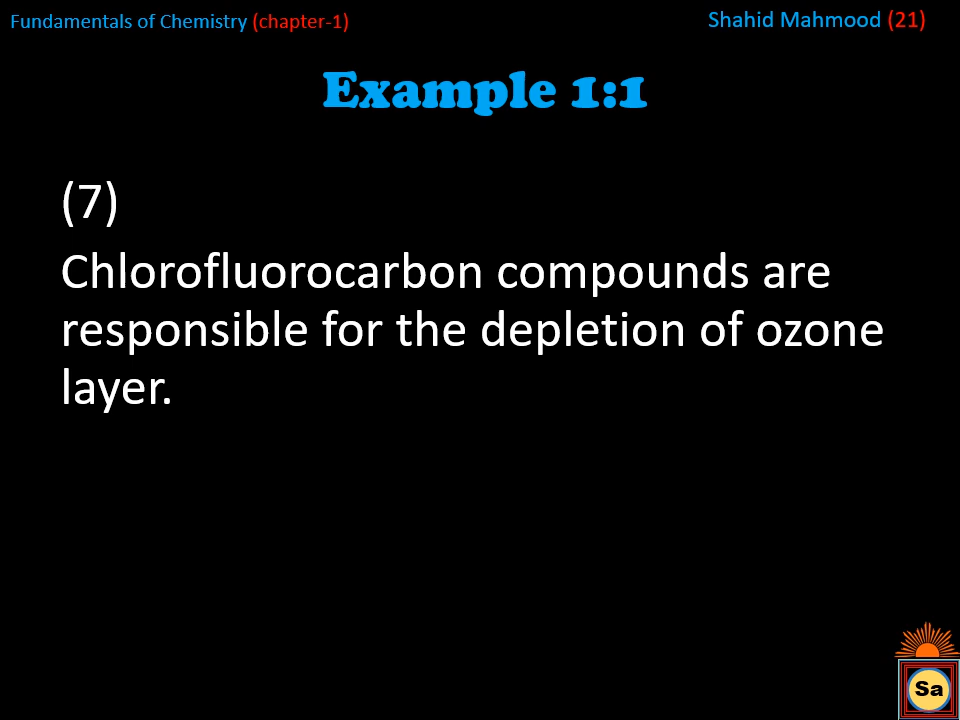 Fundamentals of Chemistry (chapter-1)
Shahid Mahmood (21)
Example 1:1
(7)
Chlorofluorocarbon compounds are
responsible for the depletion of ozone
layer.
Sa